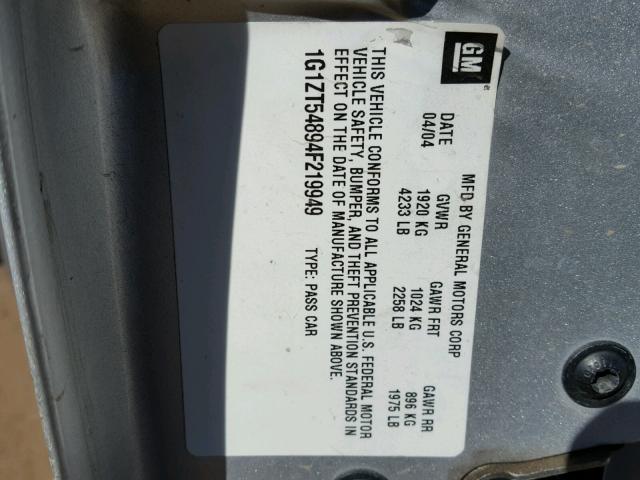 GM
MFD BY GENERAL MOTORS CORP
DATE GVWR GAWR FRT GAWR RR
04/04 1920 KG 1024 KG 896 KG
4233 LB 2258 LB 1975 LB
THIS VEHICLE CONFORMS TO ALL APPLICABLE U.S. FEDERAL MOTOR
VEHICLE SAFETY, BUMPER, AND THEFT PREVENTION STANDARDS IN
EFFECT ON THE DATE OF MANUFACTURE SHOWN ABOVE.
1G1ZT54894F219949 TYPE: PASS CAR